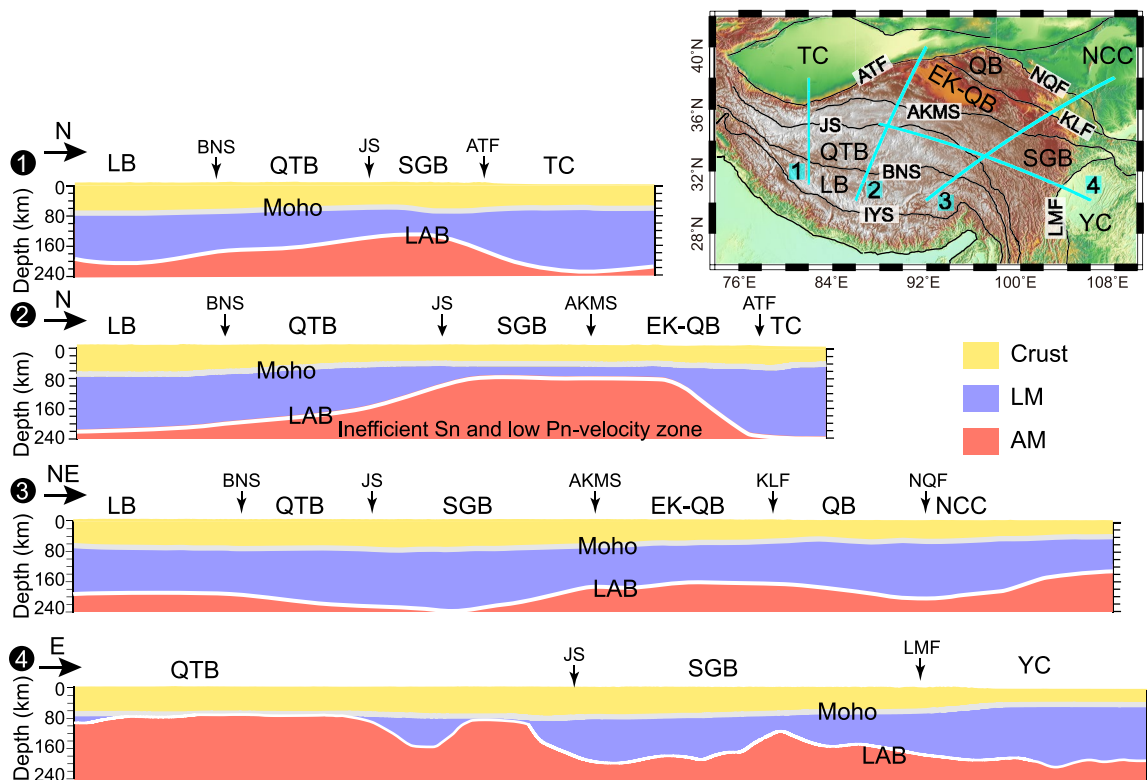 40°N
36°N
32°N
28°N
76°E
84°E
92°E
100°E
108°E
TC
ATF
QB
NQF
NCC
EK-QB
AKMS
KLF
JS
QTB
SGB
BNS
1
LB
2
3
4
IYS
LMF
YC
1
N
LB
BNS
QTB
JS
SGB
ATF
TC
Depth (km)
0
80
160
240
Moho
LAB
2
N
LB
BNS
QTB
JS
SGB
AKMS
EK-QB
ATF
TC
Depth (km)
0
80
160
240
Moho
LAB
Inefficient Sn and low Pn-velocity zone
Crust
LM
AM
3
NE
LB
BNS
QTB
JS
SGB
AKMS
EK-QB
KLF
QB
NQF
NCC
Depth (km)
0
80
160
240
Moho
LAB
4
E
QTB
JS
SGB
LMF
YC
Depth (km)
0
80
160
240
Moho
LAB